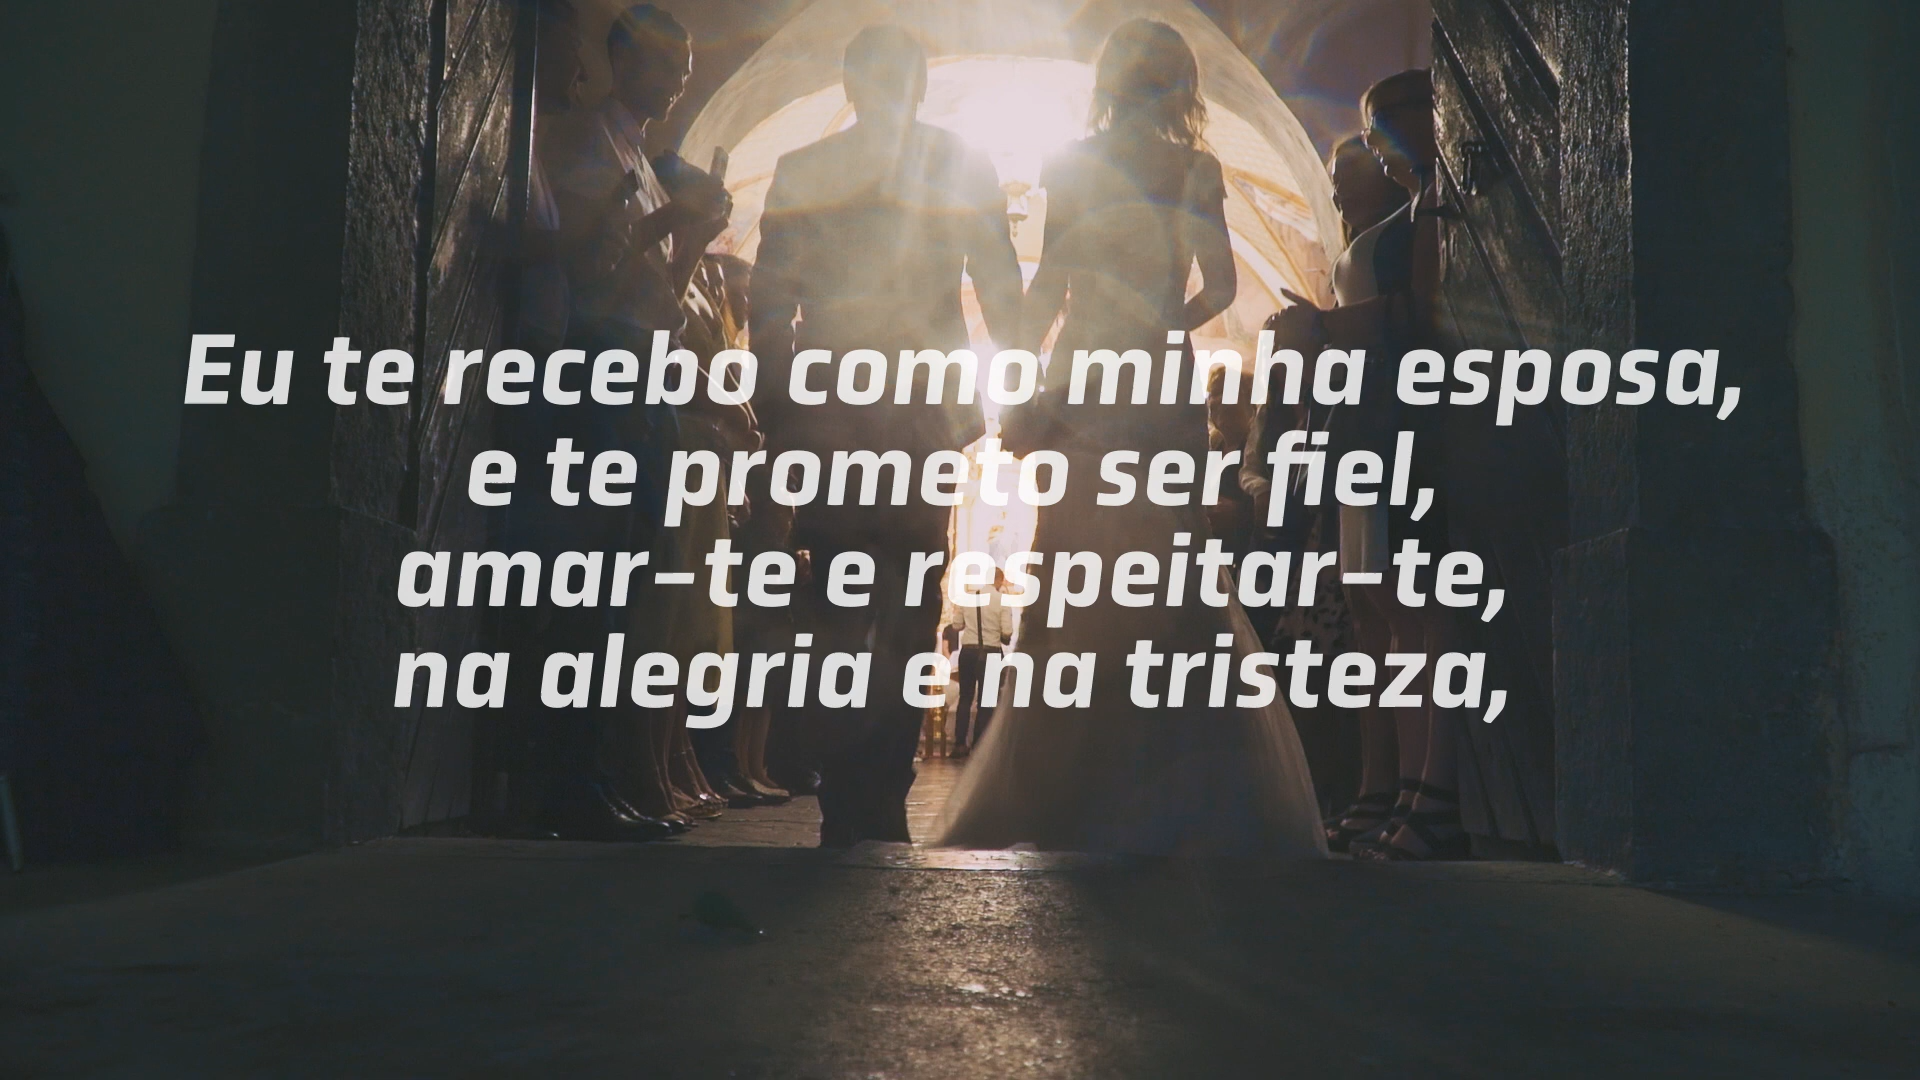 Eu te recebo como minha esposa,
e te prometo ser fiel,
amar-te e respeitar-te,
na alegria e na tristeza,